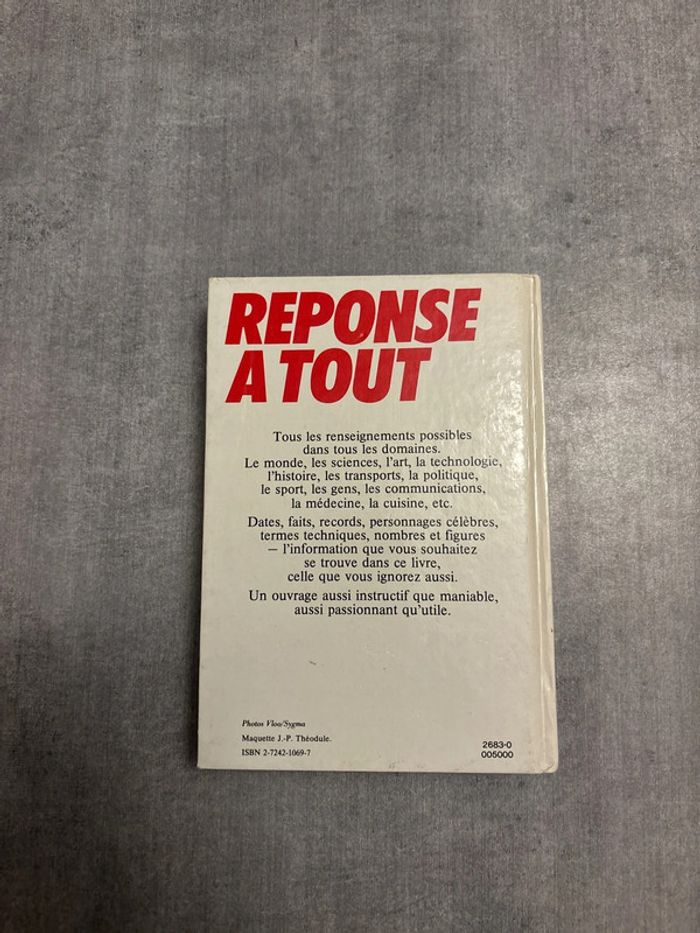 REPONSE
A TOUT
Tous les renseignements possibles
dans tous les domaines.
Le monde, les sciences, l'art, la technologie,
l'histoire, les transports, la politique,
le sport, les gens, les communications,
la médecine, la cuisine, etc.
Dates, faits, records, personnages célèbres,
termes techniques, nombres et figures
— l'information que vous souhaitez
se trouve dans ce livre,
celle que vous ignorez aussi.
Un ouvrage aussi instructif que maniable,
aussi passionnant qu'utile.
Photos Vloo/Sygma
Maquette J.-P. Théodule.
ISBN 2-7242-1069-7
2683-0
005000